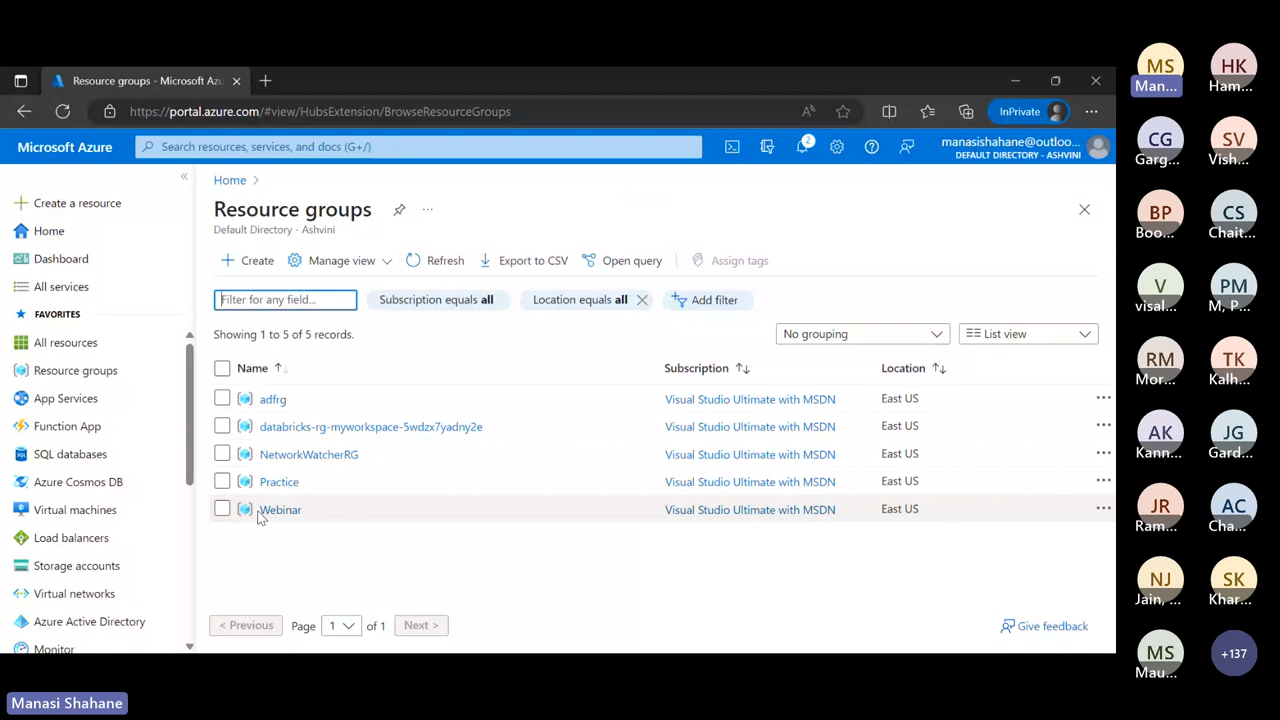 Resource groups - Microsoft Azu
https://portal.azure.com/#view/HubsExtension/BrowseResourceGroups
InPrivate
Microsoft Azure
Search resources, services, and docs (G+/)
2
manasishahane@outloo...
DEFAULT DIRECTORY - ASHVINI
Create a resource
Home
Dashboard
All services
FAVORITES
All resources
Resource groups
App Services
Function App
SQL databases
Azure Cosmos DB
Virtual machines
Load balancers
Storage accounts
Virtual networks
Azure Active Directory
Monitor
Home >
Resource groups
Default Directory - Ashvini
Create Manage view Refresh Export to CSV Open query Assign tags
Filter for any field... Subscription equals all Location equals all Add filter
Showing 1 to 5 of 5 records.
No grouping List view
Name Subscription Location
adfrg Visual Studio Ultimate with MSDN East US
databricks-rg-myworkspace-5wdzx7yadny2e Visual Studio Ultimate with MSDN East US
NetworkWatcherRG Visual Studio Ultimate with MSDN East US
Practice Visual Studio Ultimate with MSDN East US
Webinar Visual Studio Ultimate with MSDN East US
< Previous Page 1 of 1 Next >
Give feedback
MS HK
Man... Ham...
CG SV
Garg... Vish...
BP CS
Boo... Chait...
V PM
visal... M, P...
RM TK
Mor... Kalh...
AK JG
Kann... Gard...
JR AC
Ram... Cha...
NJ SK
Jain, ... Khar...
MS +137
Mau...
Manasi Shahane